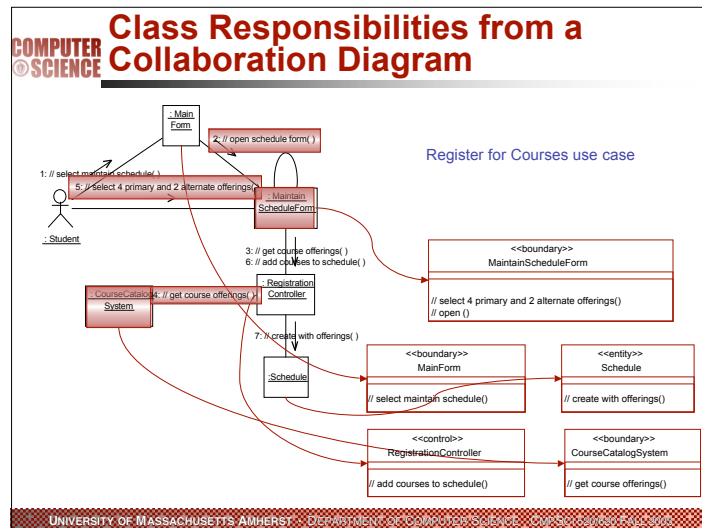 Class Responsibilities from a
Collaboration Diagram
COMPUTER
SCIENCE
: Main
Form
2: // open schedule form( )
Register for Courses use case
1: // select maintain schedule( )
5: // select 4 primary and 2 alternate offerings(
: Maintain
ScheduleForm
: Student
3: // get course offerings( )
6: // add courses to schedule( )
<<boundary>>
MaintainScheduleForm
// select 4 primary and 2 alternate offerings()
// open ()
: CourseCatalog
System
4: // get course offerings( )
: Registration
Controller
7: // create with offerings( )
:Schedule
<<boundary>>
MainForm
// select maintain schedule()
<<entity>>
Schedule
// create with offerings()
<<control>>
RegistrationController
// add courses to schedule()
<<boundary>>
CourseCatalogSystem
// get course offerings()
UNIVERSITY OF MASSACHUSETTS AMHERST • DEPARTMENT OF COMPUTER SCIENCE • CMPSCI 520/620 FALL 2003